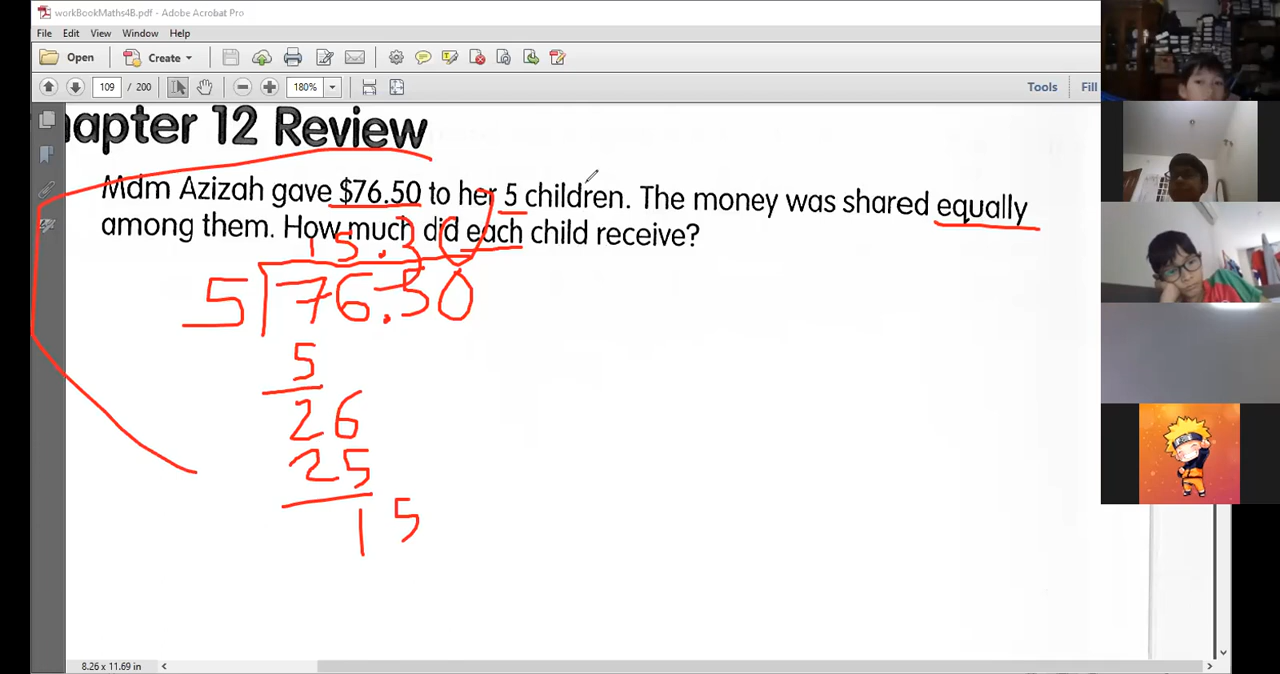 workBookMaths4B.pdf - Adobe Acrobat Pro
File Edit View Window Help
Open Create
109 / 200 180% Tools Fill
hapter 12 Review
Mdm Azizah gave $76.50 to her 5 children. The money was shared equally
among them. How much did each child receive?
15.30
5 76.50
5
26
25
15
8.26 x 11.69 in